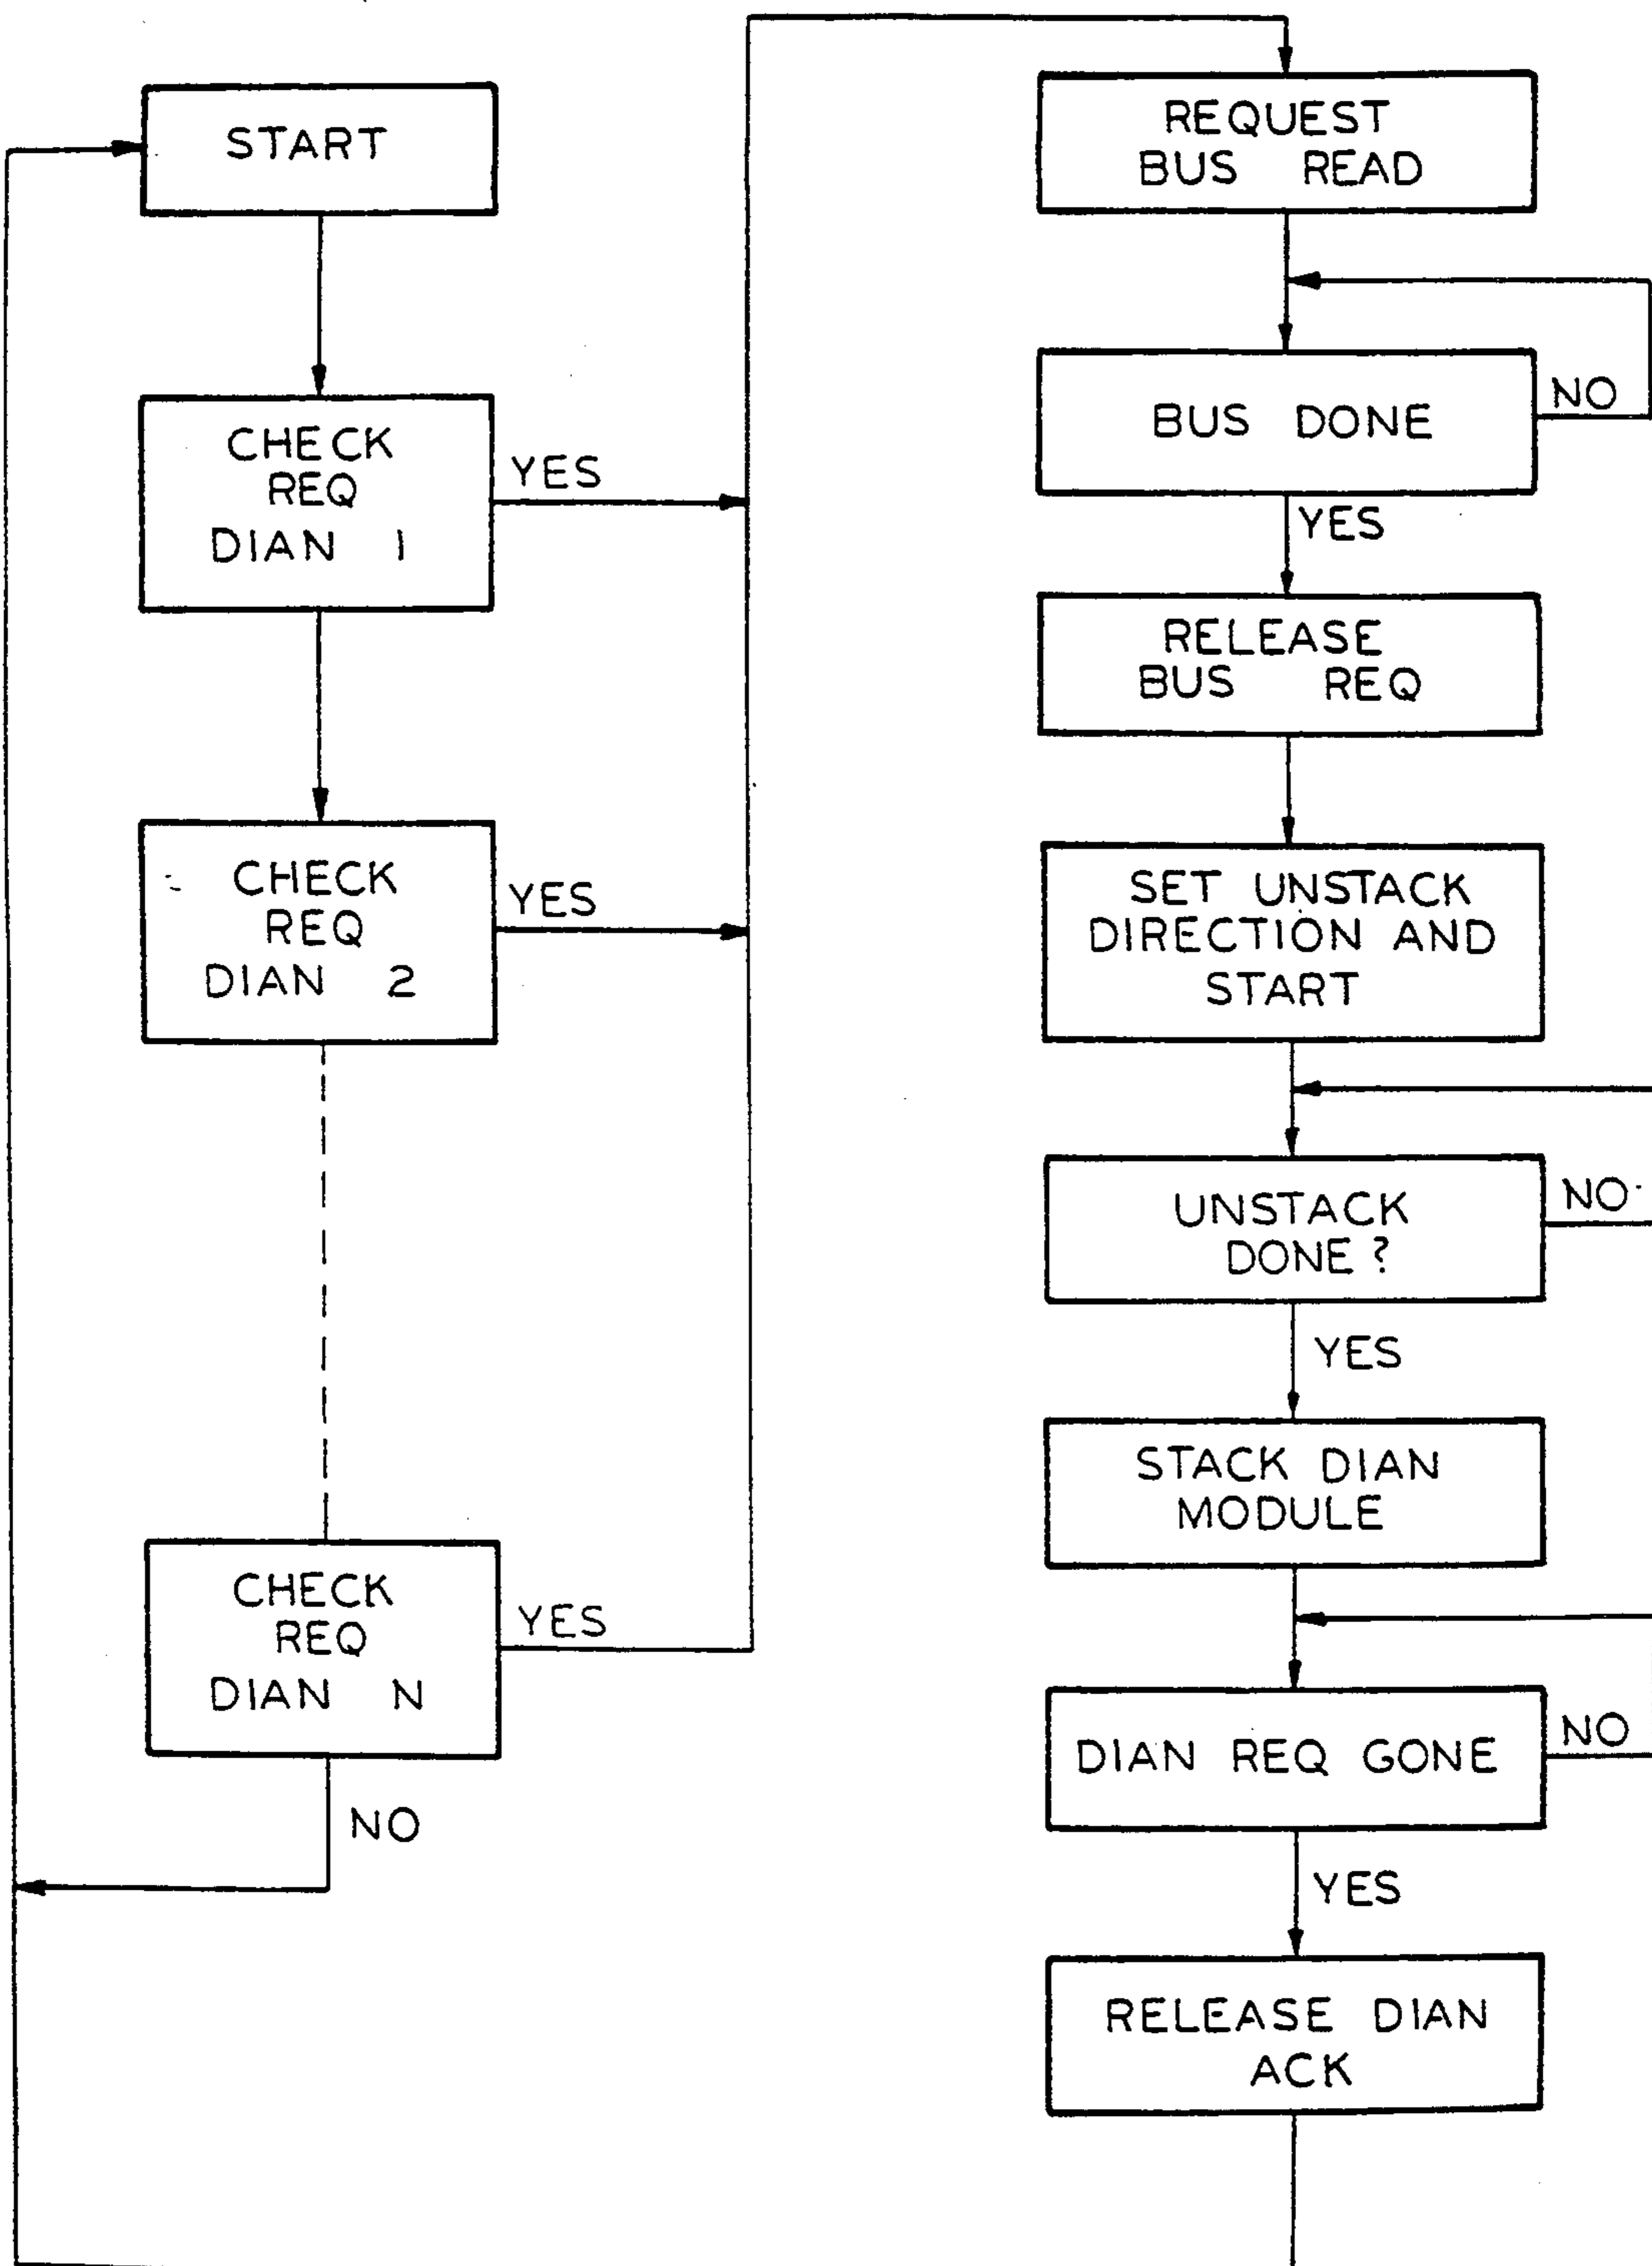 START
CHECK
REQ
DIAN 1
YES
CHECK
REQ
DIAN 2
YES
CHECK
REQ
DIAN N
YES
NO
REQUEST
BUS READ
BUS DONE
NO
YES
RELEASE
BUS REQ
SET UNSTACK
DIRECTION AND
START
UNSTACK
DONE?
NO
YES
STACK DIAN
MODULE
DIAN REQ GONE
NO
YES
RELEASE DIAN
ACK